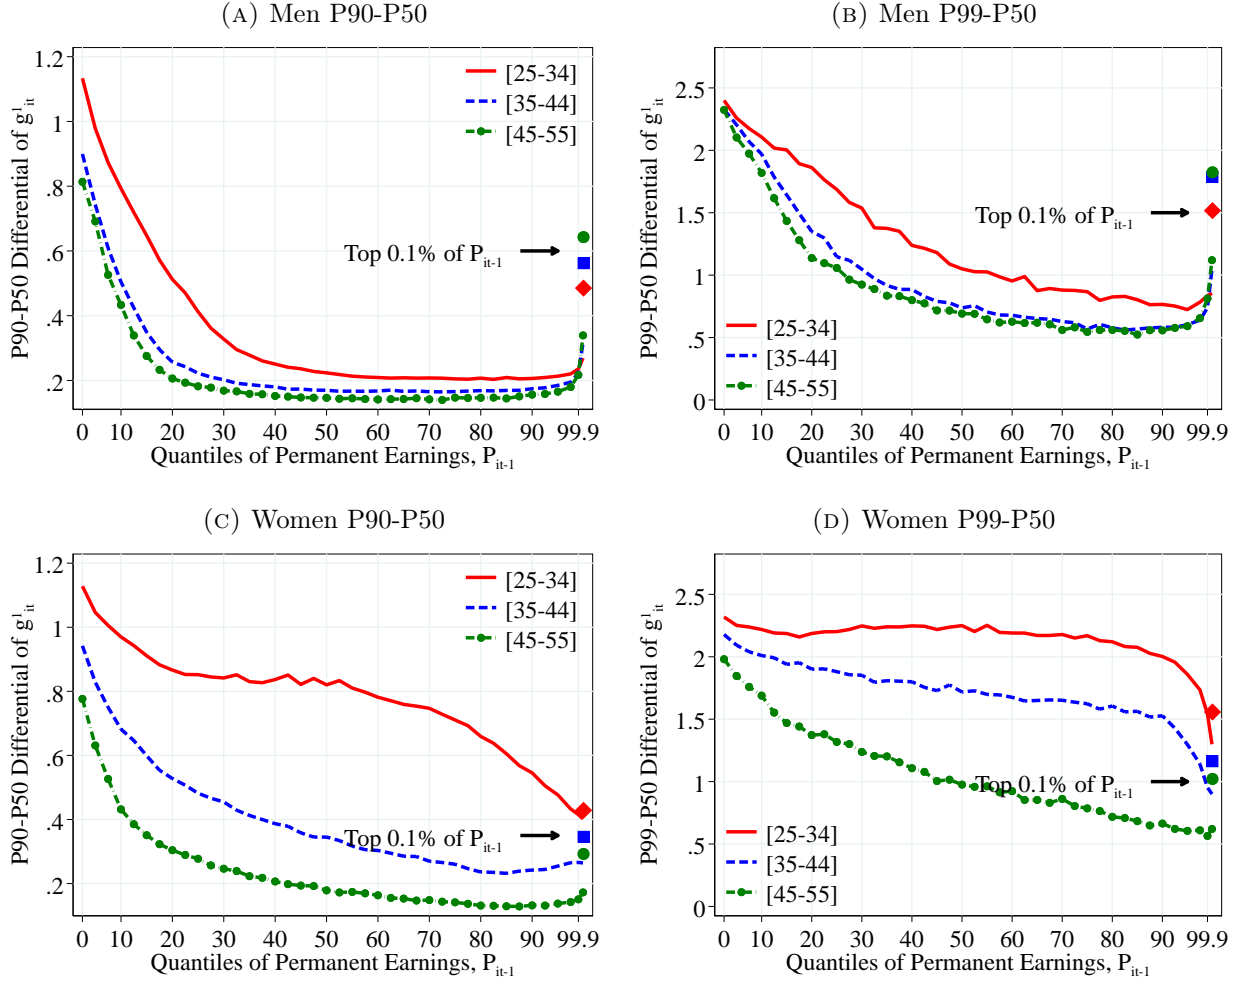 (A) Men P90-P50
P90-P50 Differential of g¹it
1.2
1
.8
.6
.4
.2
[25-34]
[35-44]
[45-55]
Top 0.1% of Pit-1
0 10 20 30 40 50 60 70 80 90 99.9
Quantiles of Permanent Earnings, Pit-1
(B) Men P99-P50
P99-P50 Differential of g¹it
2.5
2
1.5
1
.5
0
Top 0.1% of Pit-1
[25-34]
[35-44]
[45-55]
0 10 20 30 40 50 60 70 80 90 99.9
Quantiles of Permanent Earnings, Pit-1
(C) Women P90-P50
P90-P50 Differential of g¹it
1.2
1
.8
.6
.4
.2
[25-34]
[35-44]
[45-55]
Top 0.1% of Pit-1
0 10 20 30 40 50 60 70 80 90 99.9
Quantiles of Permanent Earnings, Pit-1
(D) Women P99-P50
P99-P50 Differential of g¹it
2.5
2
1.5
1
.5
0
Top 0.1% of Pit-1
[25-34]
[35-44]
[45-55]
0 10 20 30 40 50 60 70 80 90 99.9
Quantiles of Permanent Earnings, Pit-1